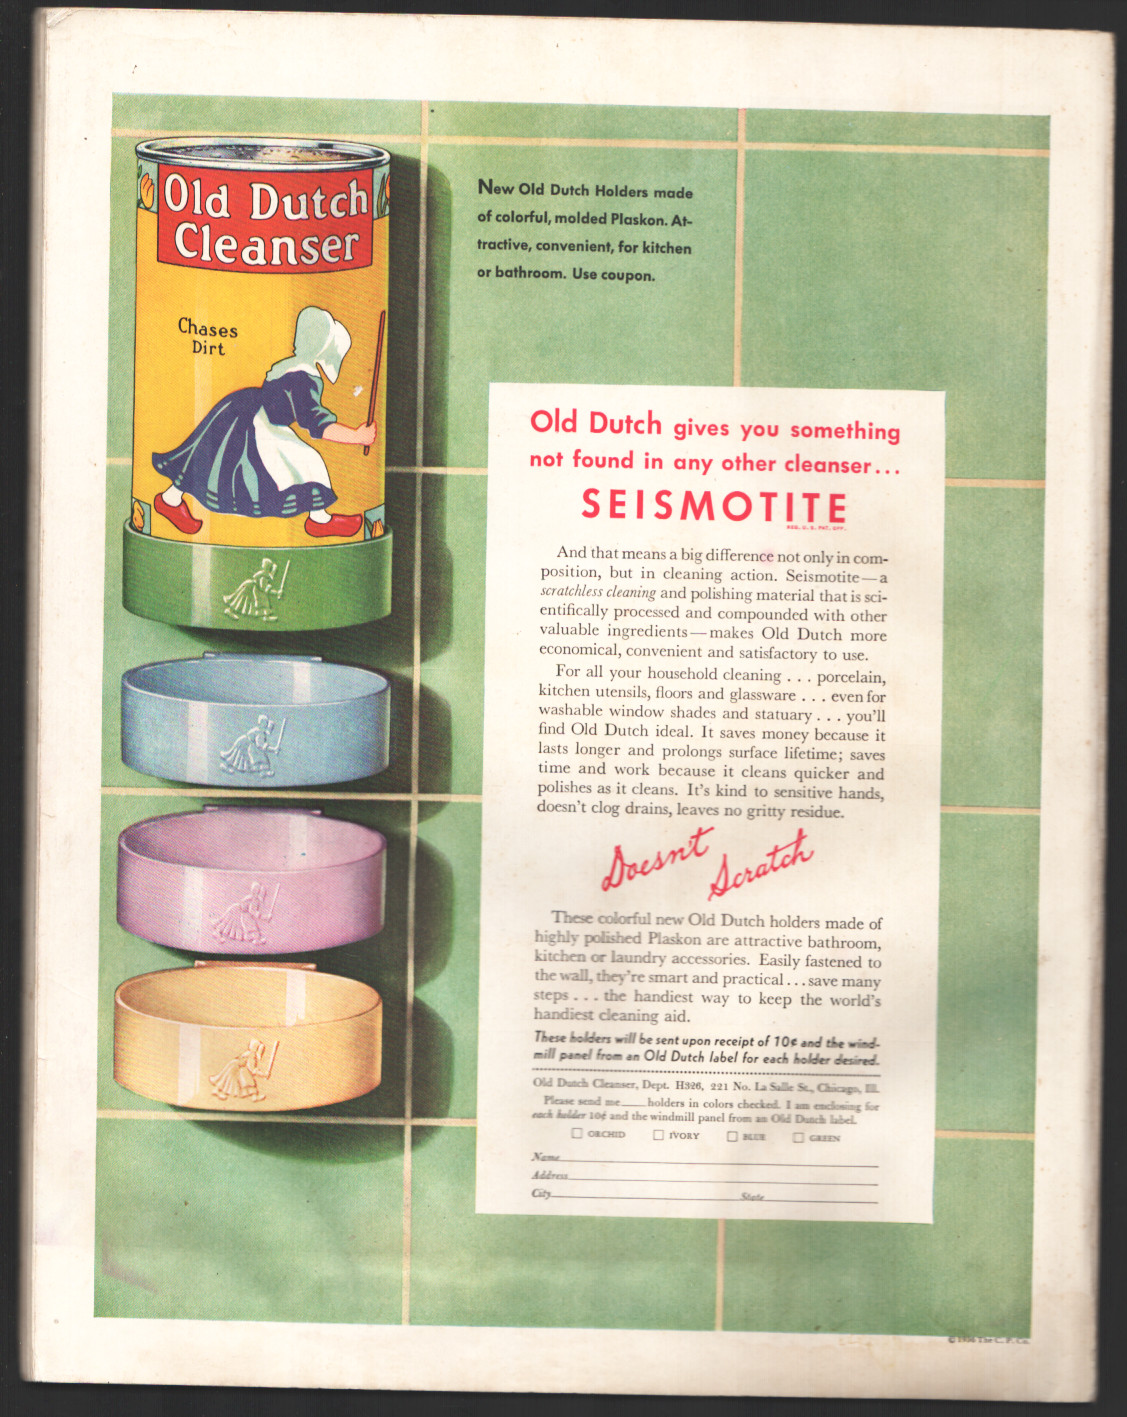 Old Dutch
Cleanser
Chases
Dirt
New Old Dutch Holders made
of colorful, molded Plaskon. At-
tractive, convenient, for kitchen
or bathroom. Use coupon.
Old Dutch gives you something
not found in any other cleanser...
SEISMOTITE
REG. U. S. PAT. OFF.
And that means a big difference not only in com-
position, but in cleaning action. Seismotite—a
scratchless cleaning and polishing material that is sci-
entifically processed and compounded with other
valuable ingredients—makes Old Dutch more
economical, convenient and satisfactory to use.
For all your household cleaning . . . porcelain,
kitchen utensils, floors and glassware . . . even for
washable window shades and statuary . . . you'll
find Old Dutch ideal. It saves money because it
lasts longer and prolongs surface lifetime; saves
time and work because it cleans quicker and
polishes as it cleans. It's kind to sensitive hands,
doesn't clog drains, leaves no gritty residue.
Doesn't
Scratch
These colorful new Old Dutch holders made of
highly polished Plaskon are attractive bathroom,
kitchen or laundry accessories. Easily fastened to
the wall, they're smart and practical . . . save many
steps . . . the handiest way to keep the world's
handiest cleaning aid.
These holders will be sent upon receipt of 10¢ and the wind-
mill panel from an Old Dutch label for each holder desired.
Old Dutch Cleanser, Dept. H326, 221 No. La Salle St., Chicago, Ill.
Please send me____holders in colors checked. I am enclosing for
each holder 10¢ and the windmill panel from an Old Dutch label.
☐ ORCHID ☐ IVORY ☐ BLUE ☐ GREEN
Name
Address
City State
© 1936 The C. P. Co.